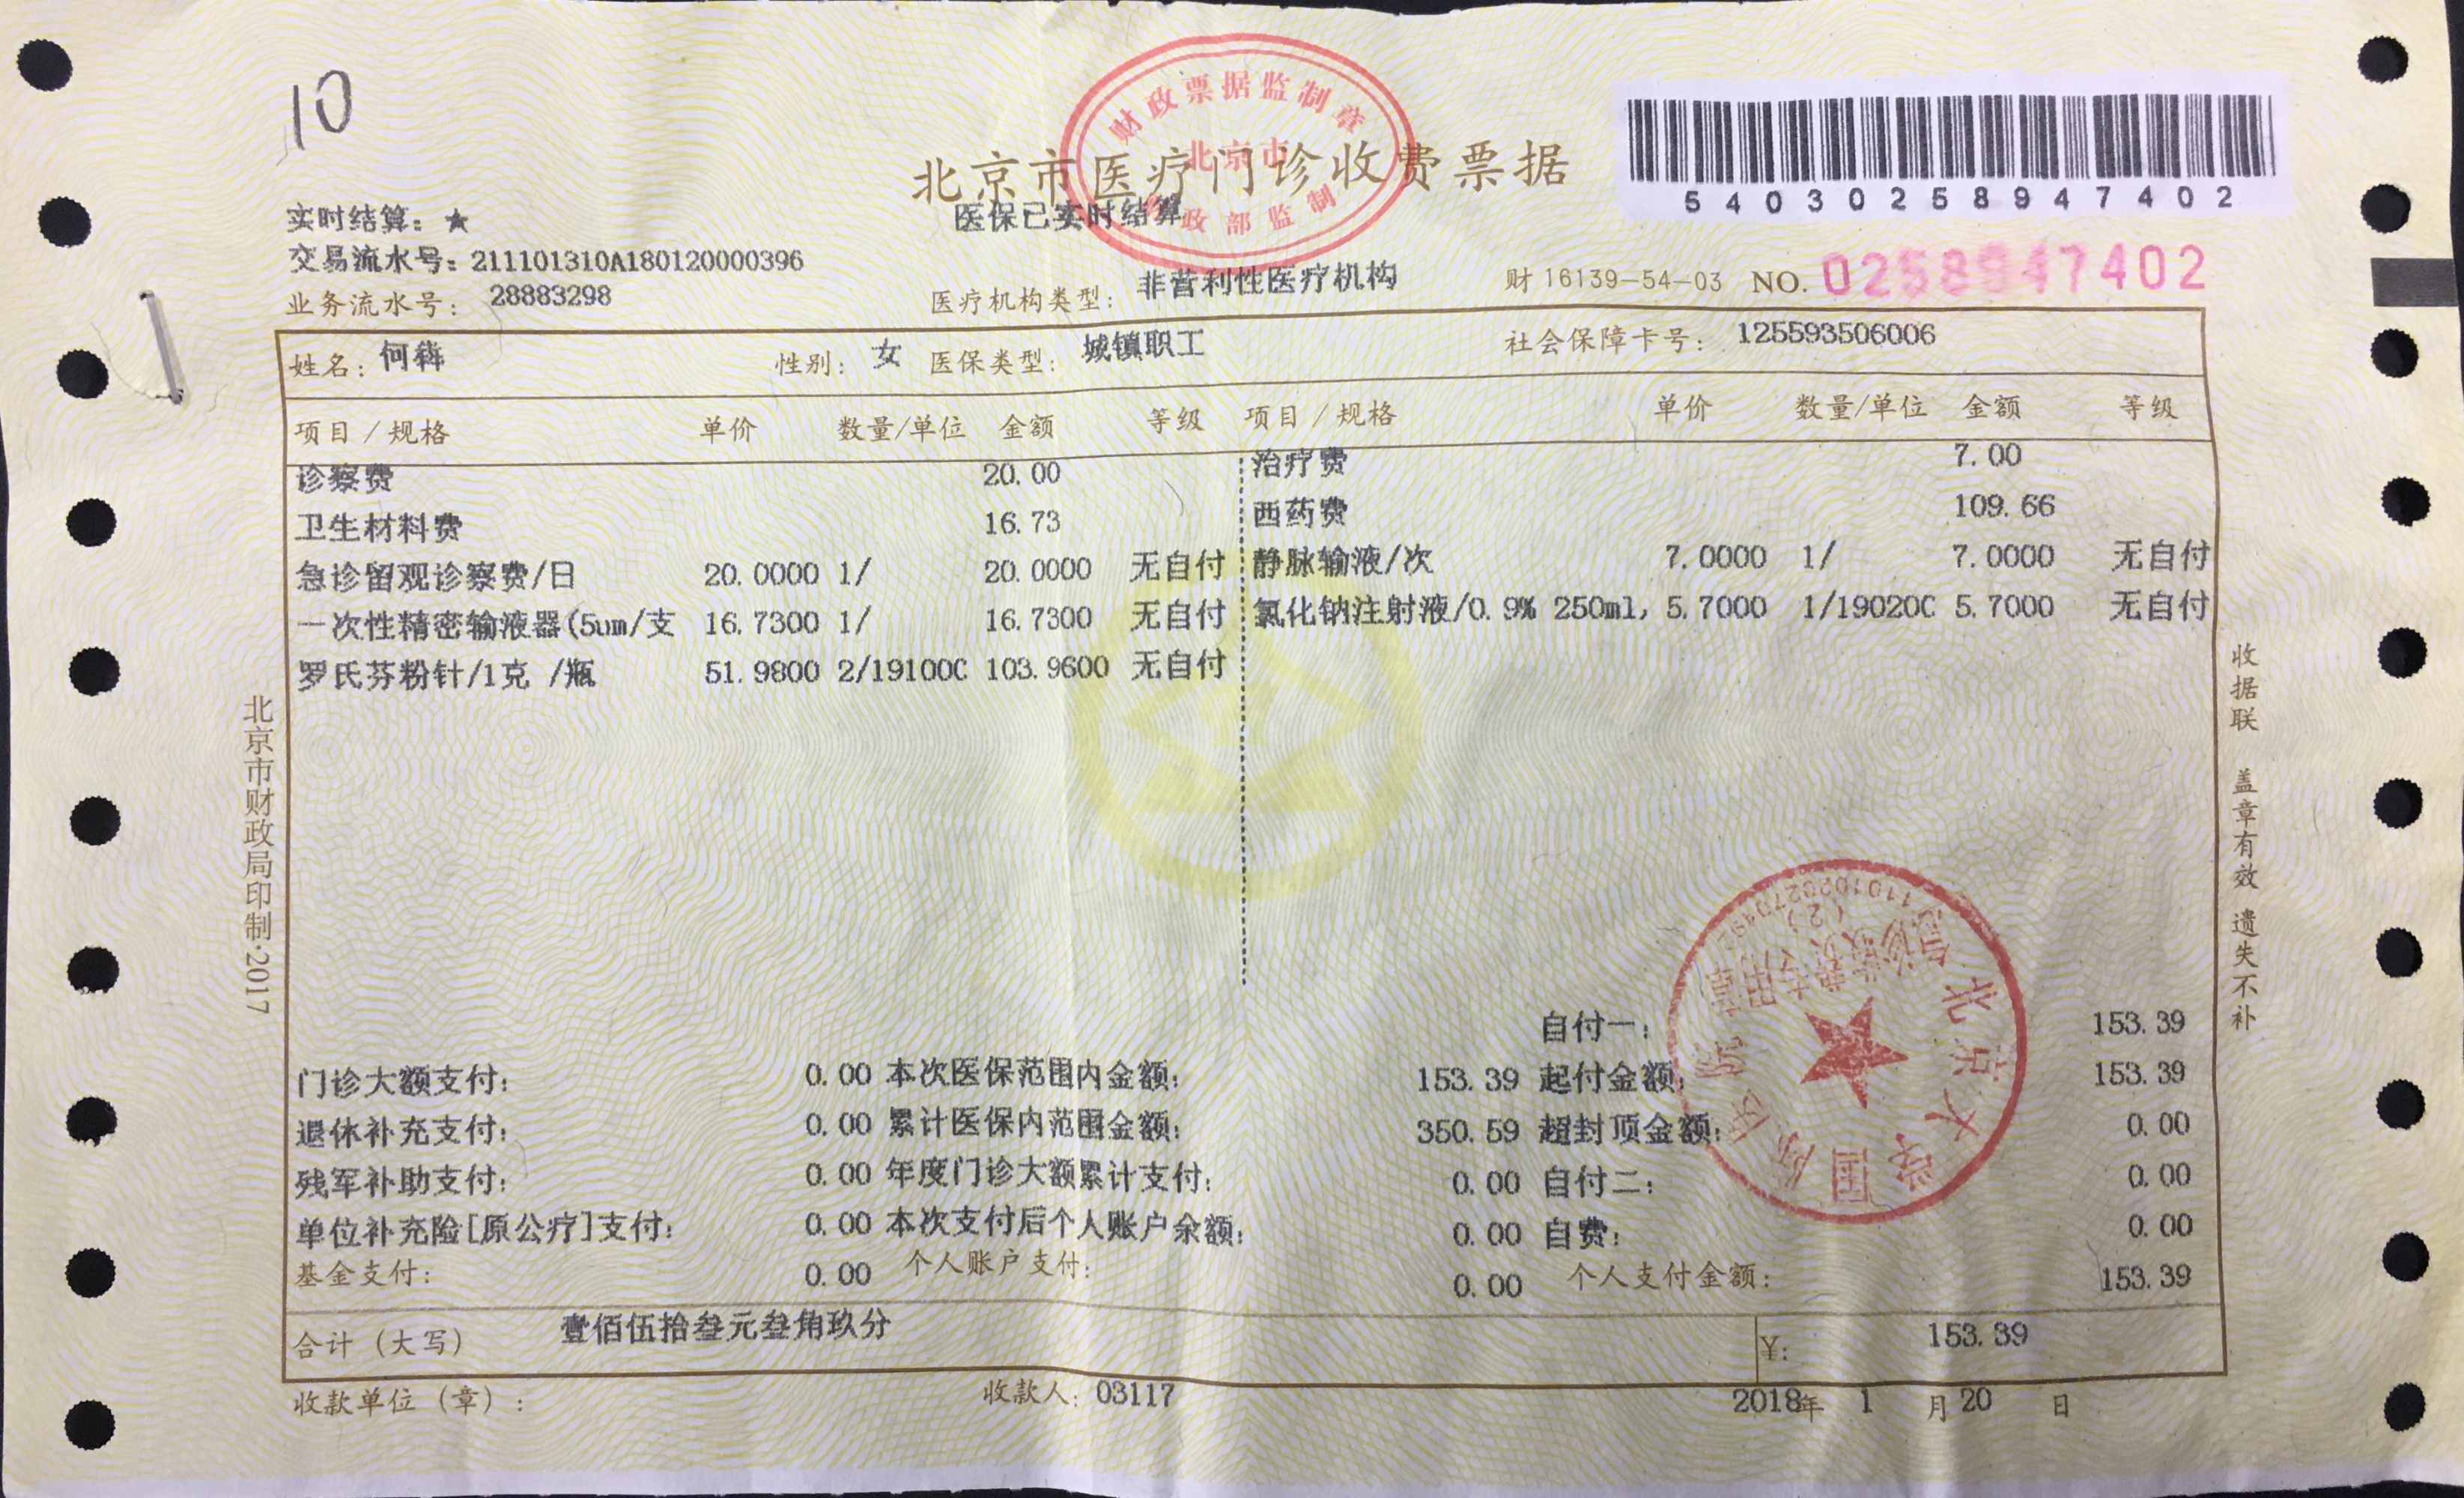 10
财政票据监制章
北京市
财政部监制
北京市医疗门诊收费票据
54030258947402
实时结算：★
医保已实时结算
交易流水号：211101310A180120000396
业务流水号：28883298
医疗机构类型：非营利性医疗机构
财 16139-54-03 NO. 0258947402
姓名：何犇 性别：女 医保类型：城镇职工 社会保障卡号：125593506006
项目／规格 单价 数量/单位 金额 等级 项目／规格 单价 数量/单位 金额 等级
诊察费 20.00 治疗费 7.00
卫生材料费 16.73 西药费 109.66
急诊留观诊察费/日 20.0000 1/ 20.0000 无自付 静脉输液/次 7.0000 1/ 7.0000 无自付
一次性精密输液器(5um/支 16.7300 1/ 16.7300 无自付 氯化钠注射液/0.9% 250ml, 5.7000 1/19020C 5.7000 无自付
罗氏芬粉针/1克 /瓶 51.9800 2/19100C 103.9600 无自付
北京市财政局印制·2017
收据联 盖章有效 遗失不补
北京大学国际医院
急诊收费专用章
(2)
自付一： 153.39
门诊大额支付： 0.00 本次医保范围内金额： 153.39 起付金额： 153.39
退休补充支付： 0.00 累计医保内范围金额： 350.59 超封顶金额： 0.00
残军补助支付： 0.00 年度门诊大额累计支付： 0.00 自付二： 0.00
单位补充险[原公疗]支付： 0.00 本次支付后个人账户余额： 0.00 自费： 0.00
基金支付： 0.00 个人账户支付： 0.00 个人支付金额： 153.39
合计（大写） 壹佰伍拾叁元叁角玖分 ¥： 153.39
收款单位（章）： 收款人：03117 2018年 1 月 20 日